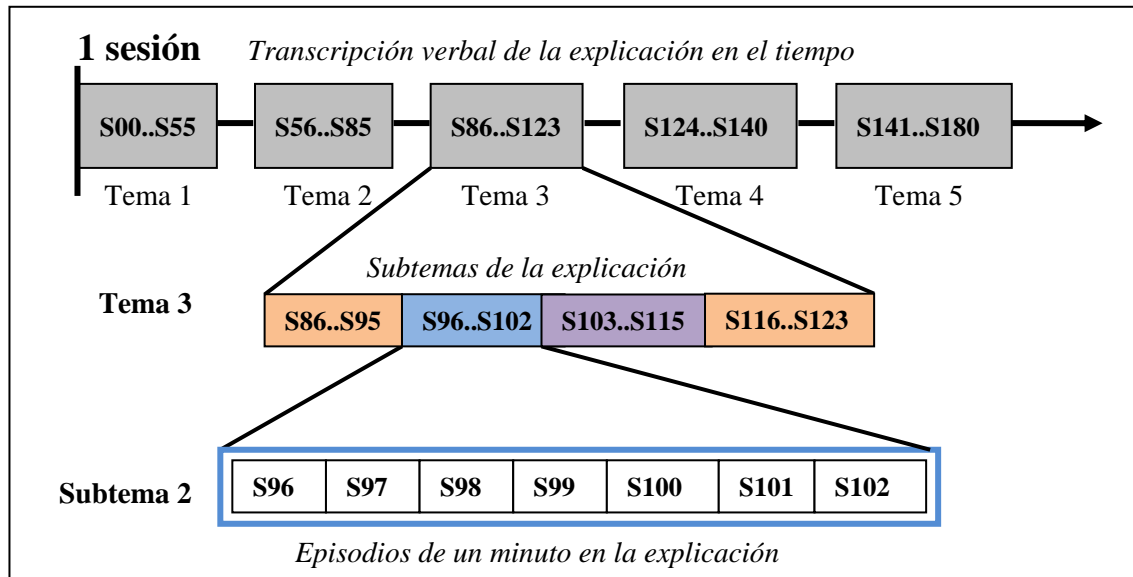 1 sesión Transcripción verbal de la explicación en el tiempo
S00..S55 S56..S85 S86..S123 S124..S140 S141..S180
Tema 1 Tema 2 Tema 3 Tema 4 Tema 5
Subtemas de la explicación
Tema 3
S86..S95 S96..S102 S103..S115 S116..S123
Subtema 2 S96 S97 S98 S99 S100 S101 S102
Episodios de un minuto en la explicación